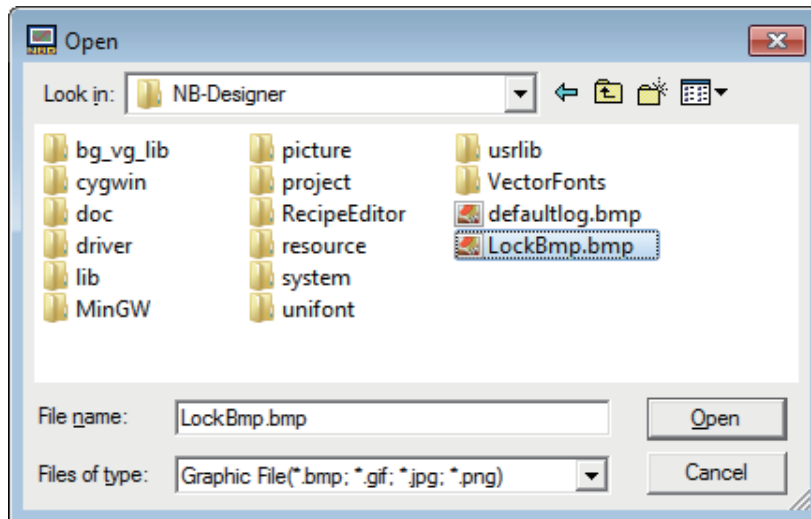 Open
Look in: NB-Designer
bg_vg_lib picture usrlib
cygwin project VectorFonts
doc RecipeEditor defaultlog.bmp
driver resource LockBmp.bmp
lib system
MinGW unifont
File name: LockBmp.bmp Open
Files of type: Graphic File(*.bmp; *.gif; *.jpg; *.png) Cancel